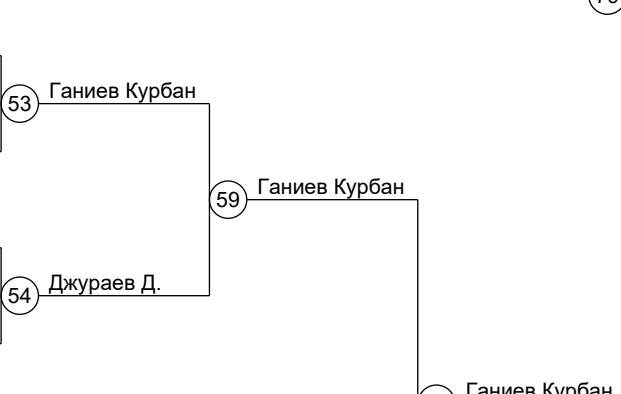 53 Ганиев Курбан
59 Ганиев Курбан
54 Джураев Д.
Ганиев Курбан